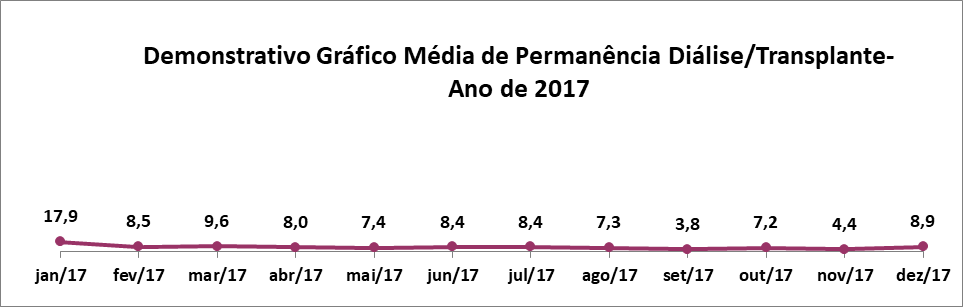 Demonstrativo Gráfico Média de Permanência Diálise/Transplante-
Ano de 2017
17,9 8,5 9,6 8,0 7,4 8,4 8,4 7,3 3,8 7,2 4,4 8,9
jan/17 fev/17 mar/17 abr/17 mai/17 jun/17 jul/17 ago/17 set/17 out/17 nov/17 dez/17